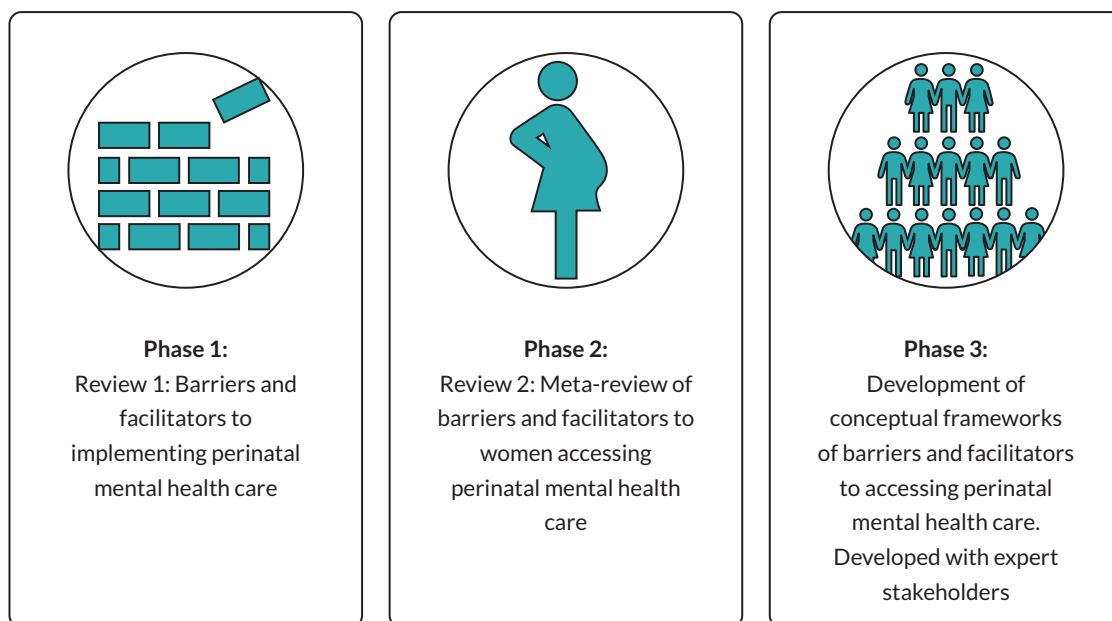 Phase 1:
Review 1: Barriers and
facilitators to
implementing perinatal
mental health care
Phase 2:
Review 2: Meta-review of
barriers and facilitators to
women accessing
perinatal mental health
care
Phase 3:
Development of
conceptual frameworks
of barriers and facilitators
to accessing perinatal
mental health care.
Developed with expert
stakeholders